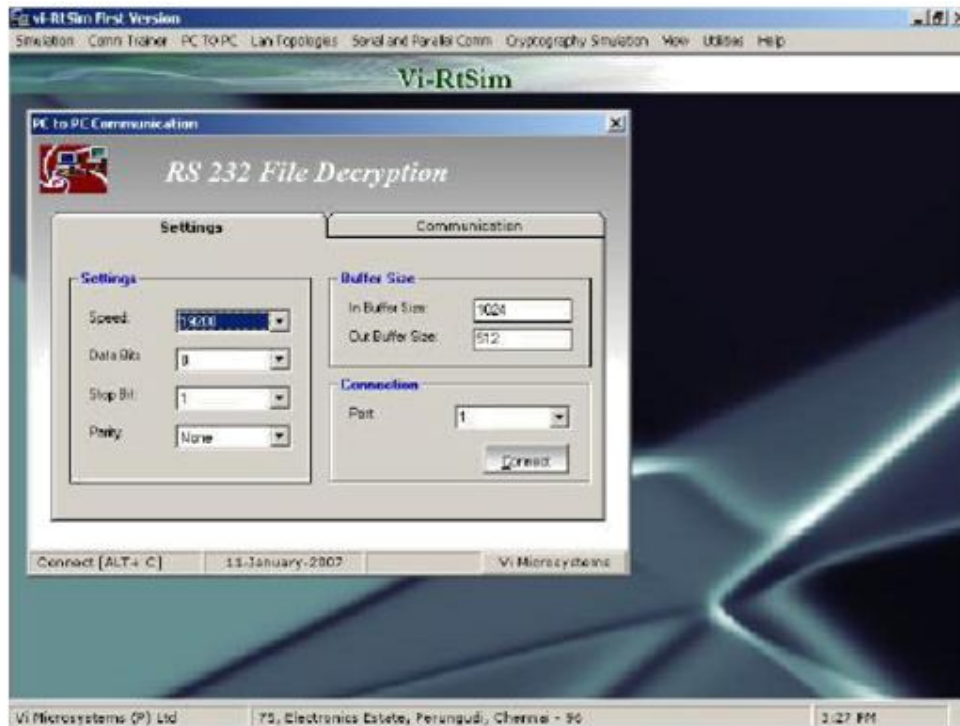 vi-RtSim First Version
Simulation Comm Trainer PC TO PC Lan Topologies Serial and Parallel Comm Cryptography Simulation View Utilities Help
Vi-RtSim
PC to PC Communication
RS 232 File Decryption
Settings Communication
Settings
Speed: 19200
Data Bit: 8
Stop Bit: 1
Parity None
Buffer Size
In Buffer Size: 1024
Out Buffer Size: 512
Connection
Port 1
Connect
Connect [ALT+ C] 11-January-2007 Vi Microsystems
Vi Microsystems (P) Ltd 75, Electronics Estate, Perungudi, Chennai - 96 3:27 PM